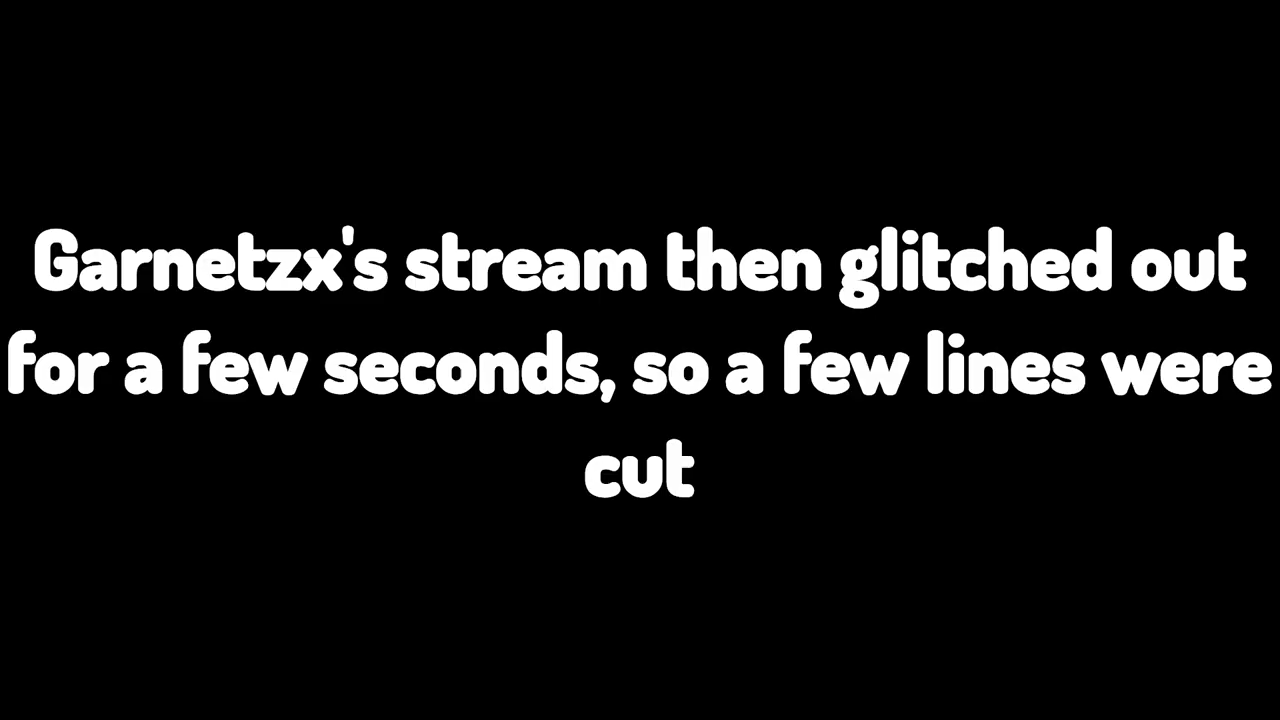 Garnetzx's stream then glitched out
for a few seconds, so a few lines were
cut